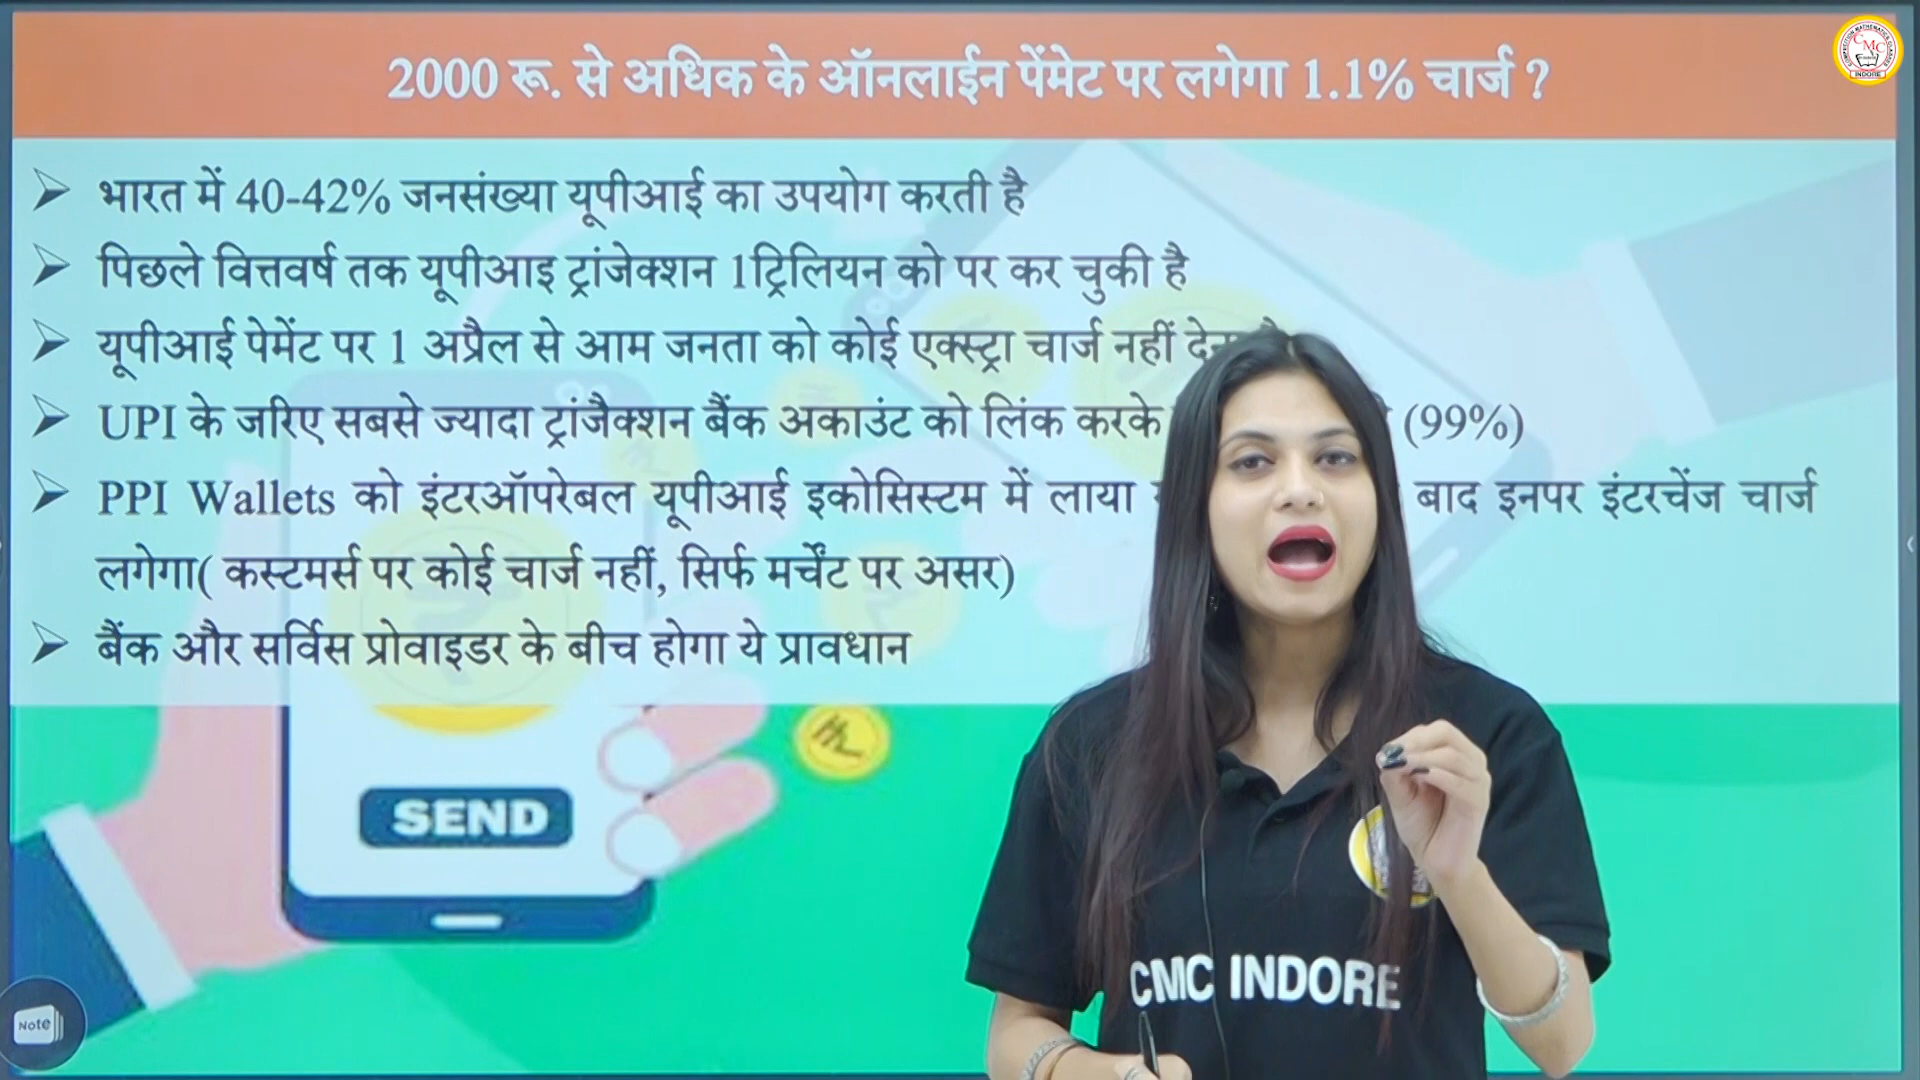 2000 रू. से अधिक के ऑनलाईन पेंमेट पर लगेगा 1.1% चार्ज ?
CMC
INDORE
भारत में 40-42% जनसंख्या यूपीआई का उपयोग करती है
पिछले वित्तवर्ष तक यूपीआइ ट्रांजेक्शन 1ट्रिलियन को पर कर चुकी है
यूपीआई पेमेंट पर 1 अप्रैल से आम जनता को कोई एक्स्ट्रा चार्ज नहीं
UPI के जरिए सबसे ज्यादा ट्रांजैक्शन बैंक अकाउंट को लिंक करके (99%)
PPI Wallets को इंटरऑपरेबल यूपीआई इकोसिस्टम में लाया बाद इनपर इंटरचेंज चार्ज
लगेगा( कस्टमर्स पर कोई चार्ज नहीं, सिर्फ मर्चेंट पर असर)
बैंक और सर्विस प्रोवाइडर के बीच होगा ये प्रावधान
SEND
CMC INDORE
Note